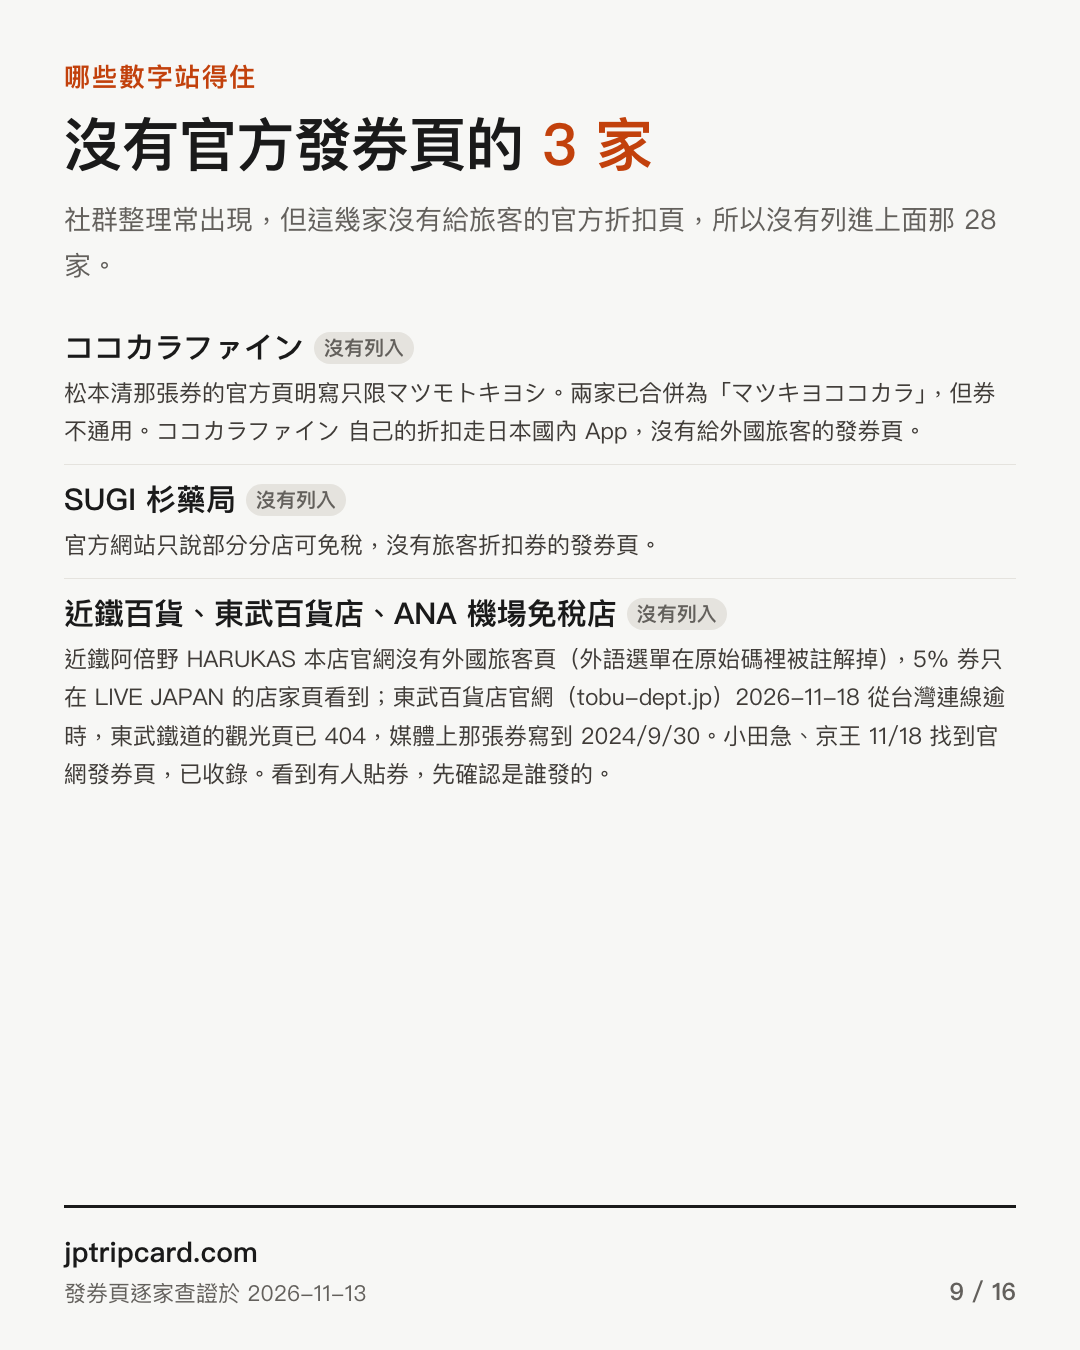 哪些數字站得住
沒有官方發券頁的 3 家
社群整理常出現，但這幾家沒有給旅客的官方折扣頁，所以沒有列進上面那 28
家。
ココカラファイン 沒有列入
松本清那張券的官方頁明寫只限マツモトキヨシ。兩家已合併為「マツキヨココカラ」，但券
不通用。ココカラファイン 自己的折扣走日本國內 App，沒有給外國旅客的發券頁。
SUGI 杉藥局 沒有列入
官方網站只說部分分店可免稅，沒有旅客折扣券的發券頁。
近鐵百貨、東武百貨店、ANA 機場免稅店 沒有列入
近鐵阿倍野 HARUKAS 本店官網沒有外國旅客頁（外語選單在原始碼裡被註解掉），5% 券只
在 LIVE JAPAN 的店家頁看到；東武百貨店官網（tobu-dept.jp）2026-11-18 從台灣連線逾
時，東武鐵道的觀光頁已 404，媒體上那張券寫到 2024/9/30。小田急、京王 11/18 找到官
網發券頁，已收錄。看到有人貼券，先確認是誰發的。
jptripcard.com
發券頁逐家查證於 2026-11-13
9 / 16